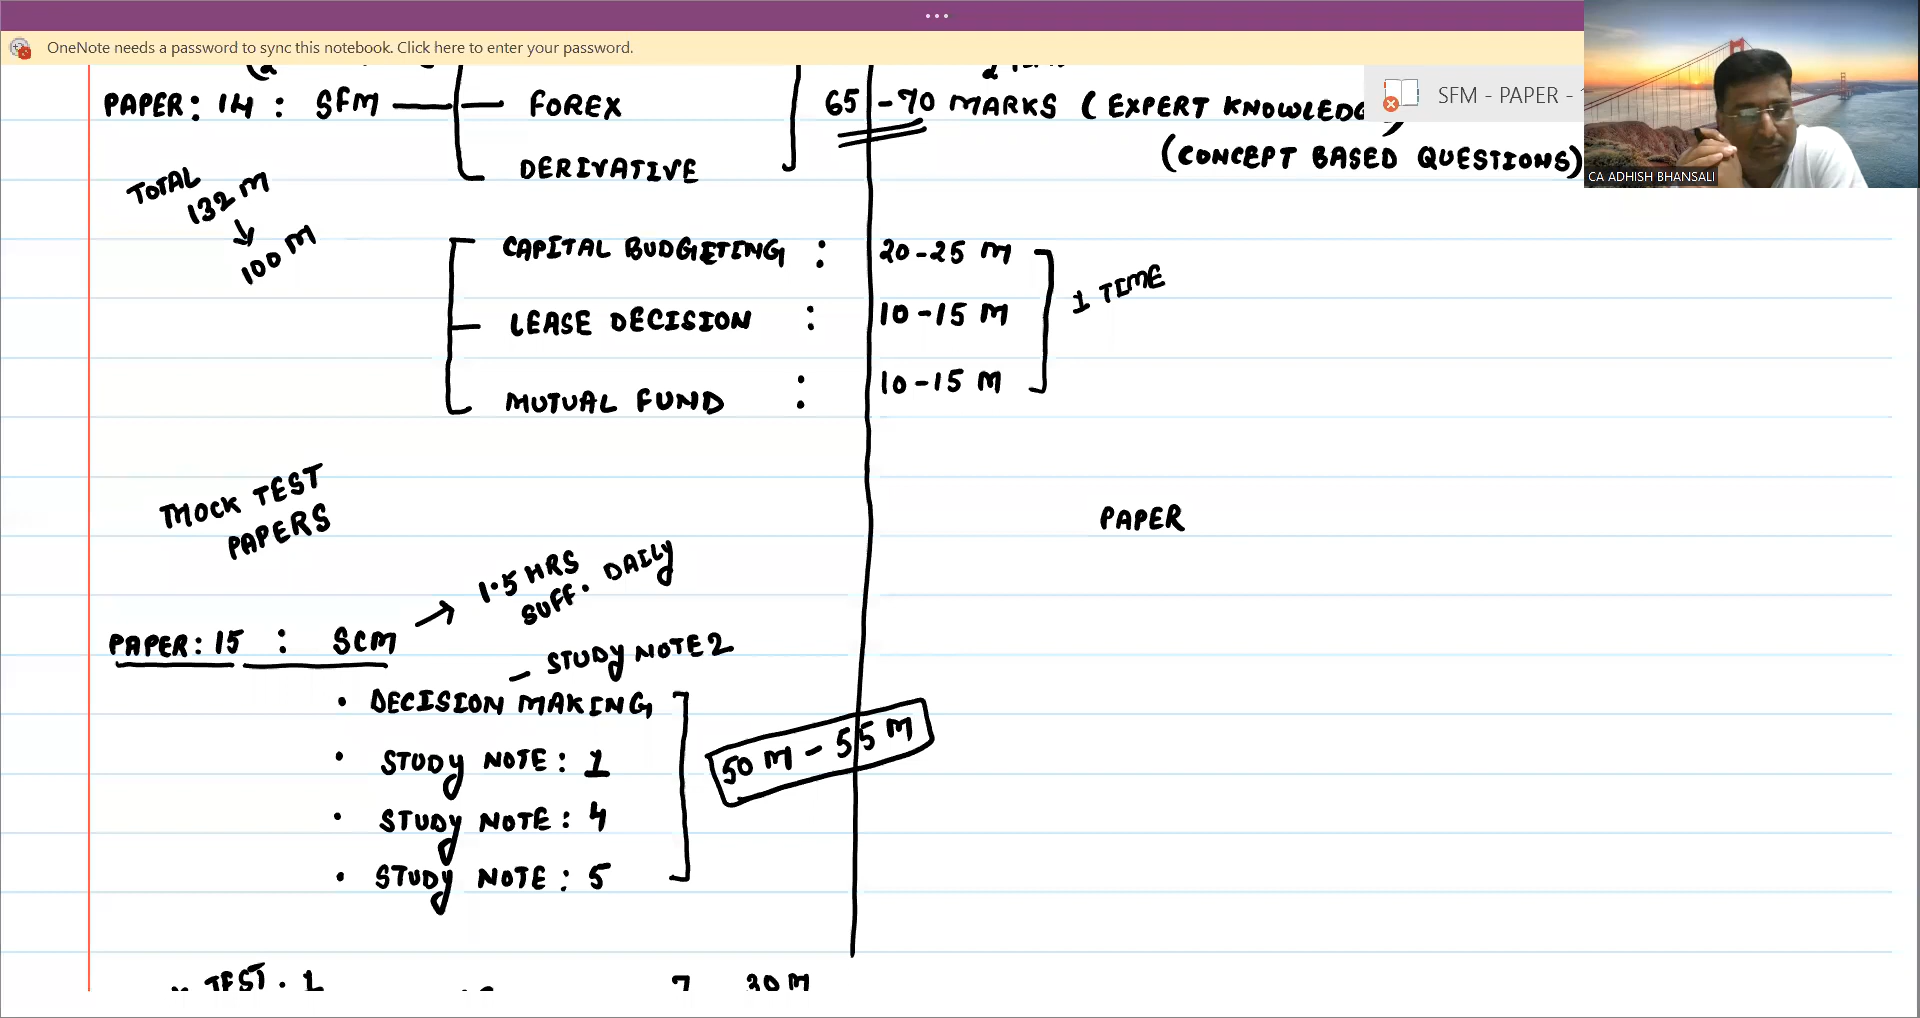 OneNote needs a password to sync this notebook. Click here to enter your password.
SFM - PAPER -
CA ADHISH BHANSALI
PAPER: 14 : SFM
FOREX
DERIVATIVE
65 - 70 MARKS (EXPERT KNOWLEDGE)
(CONCEPT BASED QUESTIONS)
TOTAL
132 M
↓
100 M
CAPITAL BUDGETING : 20-25 M
LEASE DECISION : 10-15 M
MUTUAL FUND : 10-15 M
1 TIME
MOCK TEST
PAPERS
PAPER
PAPER: 15 : SCM → 1.5 HRS
SUFF. DAILY
– STUDY NOTE 2
• DECISION MAKING
• STUDY NOTE : 1
• STUDY NOTE : 4
• STUDY NOTE : 5
50 M – 55 M
TEST
30 M